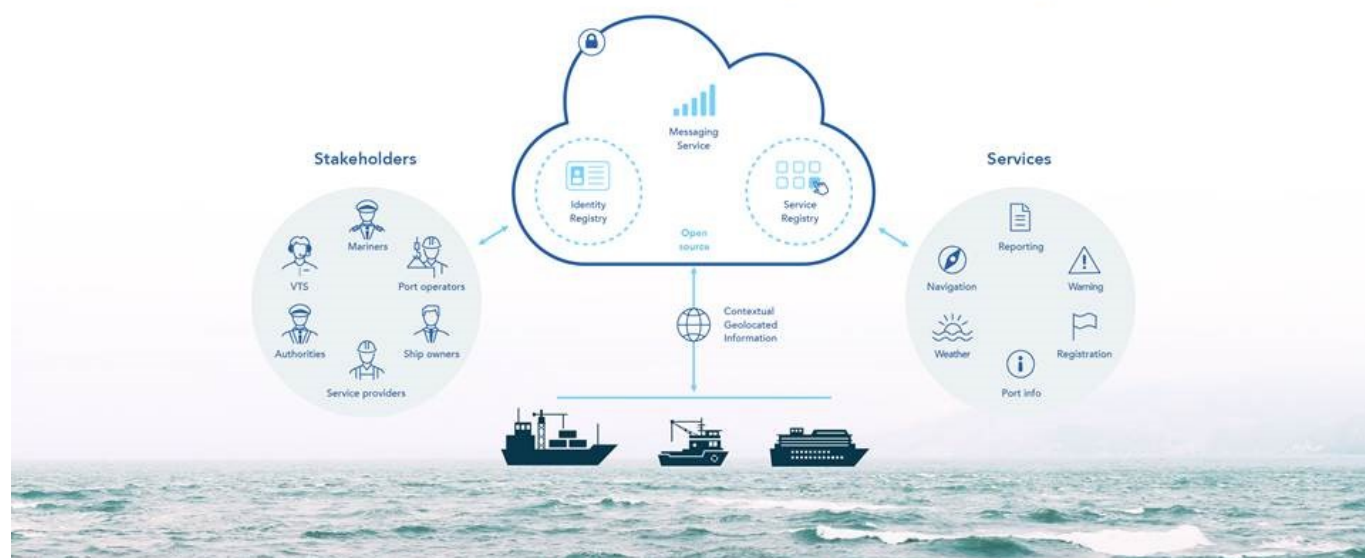 Messaging
Service
Stakeholders
Services
Identity
Registry
Service
Registry
Open
source
Mariners
Reporting
VTS
Port operators
Navigation
Warning
Contextual
Geolocated
Information
Authorities
Ship owners
Weather
Registration
Service providers
Port info